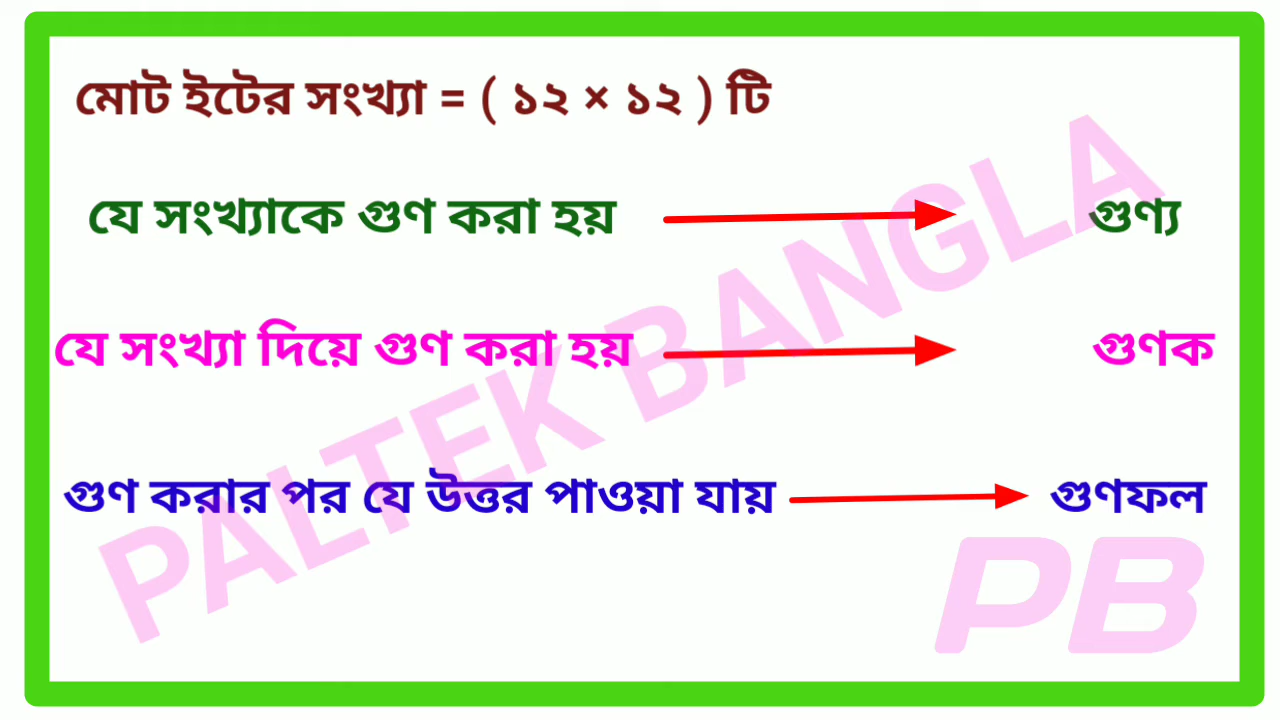 মোট ইটের সংখ্যা = ( ১২ × ১২ ) টি
যে সংখ্যাকে গুণ করা হয় গুণ্য
যে সংখ্যা দিয়ে গুণ করা হয় গুণক
গুণ করার পর যে উত্তর পাওয়া যায় গুণফল
PALTEK BANGLA
PB